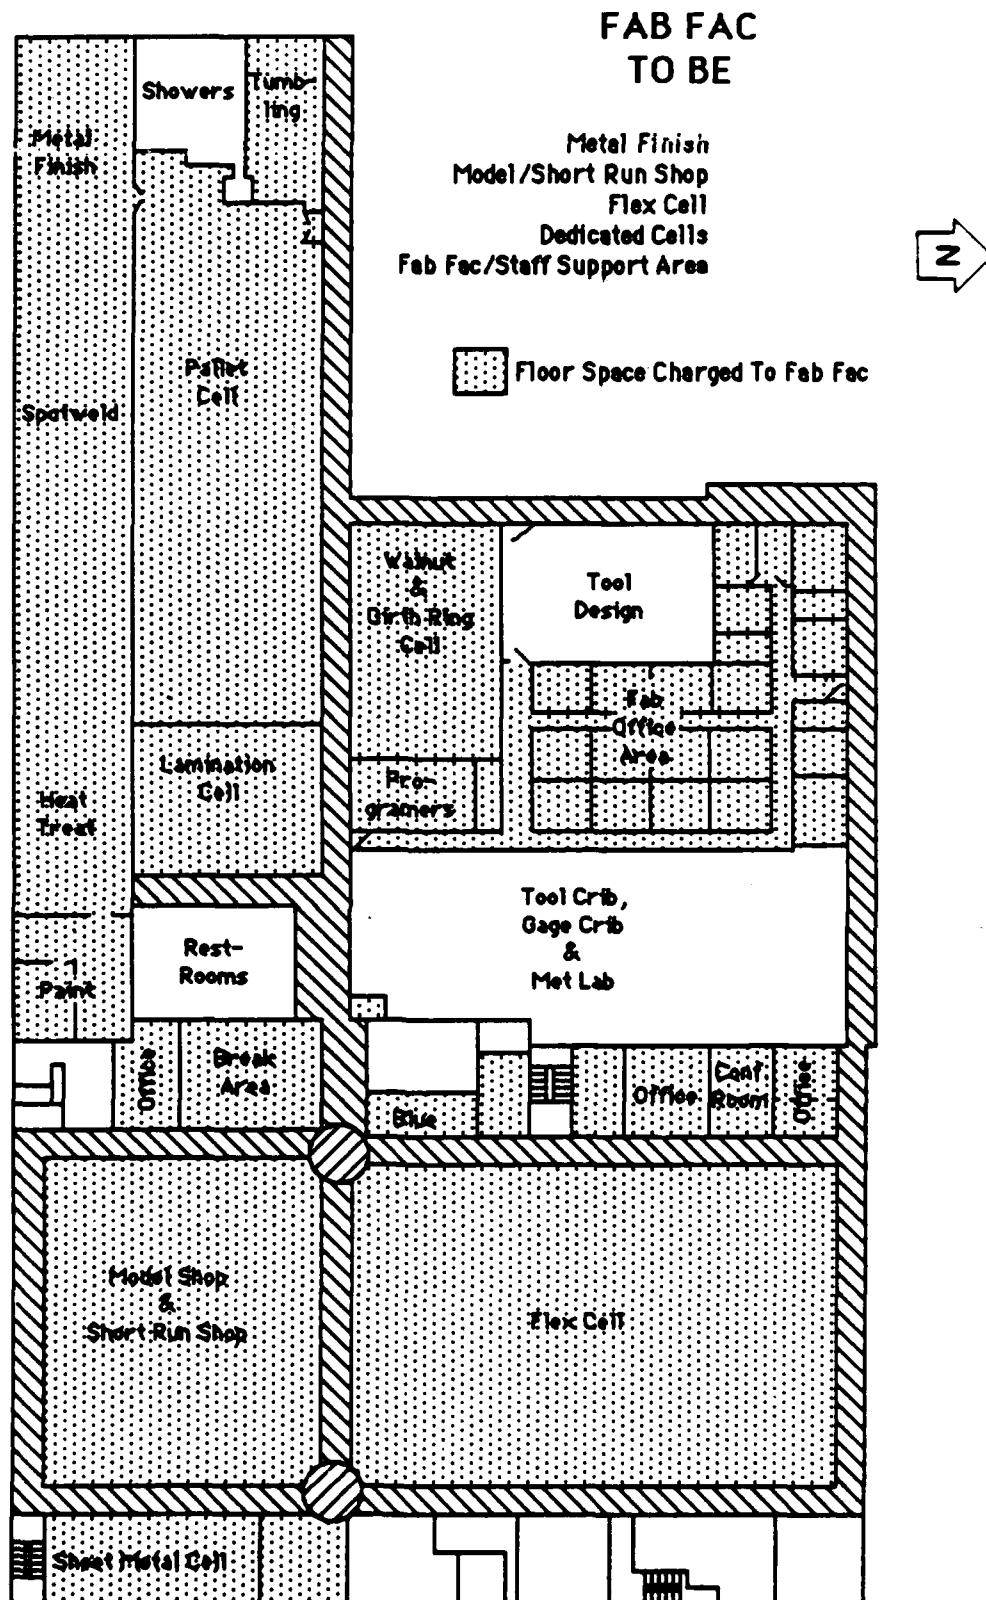 FAB FAC
TO BE
Metal Finish
Model/Short Run Shop
Flex Cell
Dedicated Cells
Fab Fac/Staff Support Area
N
Floor Space Charged To Fab Fac
Showers
Tumb-
ling
Metal
Finish
Pallet
Cell
Spotweld
Walnut
&
Girth Ring
Cell
Tool
Design
Fab
Office
Area
Lamination
Cell
Pro-
gramers
Heat
Treat
Tool Crib,
Gage Crib
&
Met Lab
Rest-
Rooms
Paint
Office
Break
Area
Blue
Office
Conf
Room
Office
Model Shop
&
Short Run Shop
Flex Cell
Sheet Metal Cell